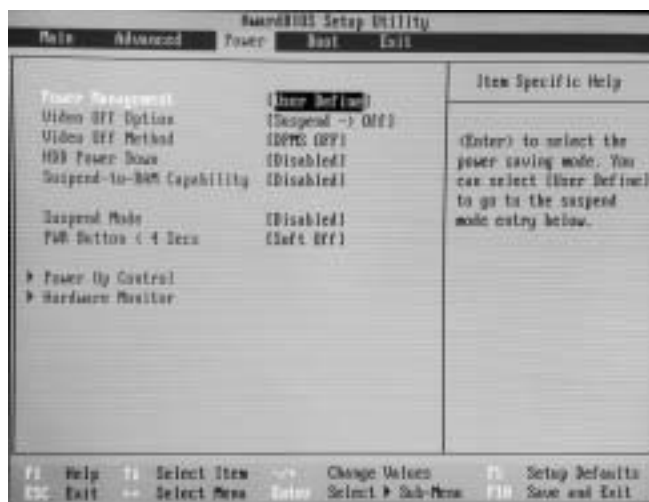 AwardBIOS Setup Utility
Main Advanced Power Boot Exit
Item Specific Help
Power Management [User Define]
Video Off Option [Suspend -> Off]
Video Off Method [DPMS OFF]
HDD Power Down [Disabled]
Suspend-to-RAM Capability [Disabled]
Suspend Mode [Disabled]
PWR Button < 4 Secs [Soft Off]
Power Up Control
Hardware Monitor
<Enter> to select the
power saving mode. You
can select [User Define]
to go to the suspend
mode entry below.
F1 Help ↑↓ Select Item -/+ Change Values F5 Setup Defaults
ESC Exit ↔ Select Menu Enter Select ▶ Sub-Menu F10 Save and Exit